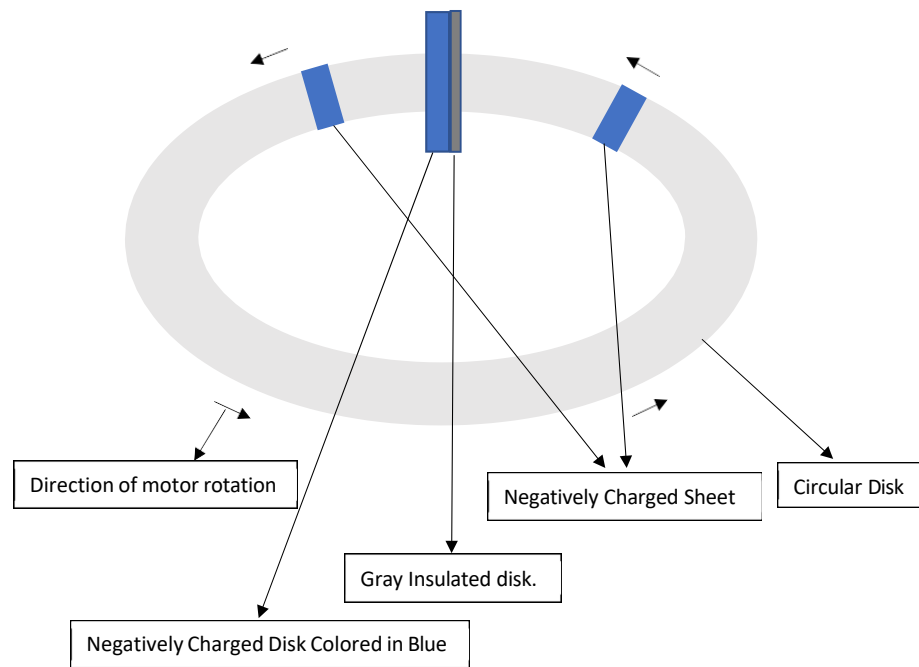 Direction of motor rotation
Negatively Charged Sheet
Circular Disk
Gray Insulated disk.
Negatively Charged Disk Colored in Blue